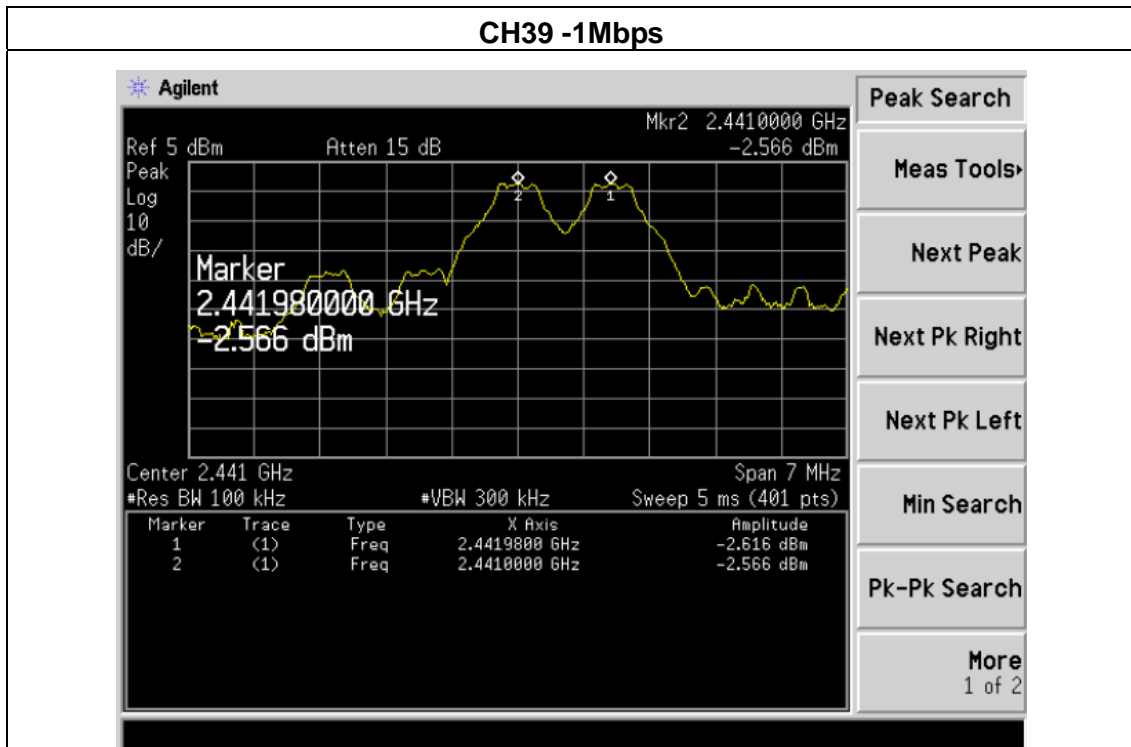 CH39 -1Mbps
Agilent
Peak Search
Mkr2 2.4410000 GHz
Ref 5 dBm Atten 15 dB -2.566 dBm
Peak
Log
10
dB/
2
1
Marker
2.441980000 GHz
-2.566 dBm
Center 2.441 GHz Span 7 MHz
#Res BW 100 kHz #VBW 300 kHz Sweep 5 ms (401 pts)
Marker Trace Type X Axis Amplitude
1 (1) Freq 2.4419800 GHz -2.616 dBm
2 (1) Freq 2.4410000 GHz -2.566 dBm
Meas Tools
Next Peak
Next Pk Right
Next Pk Left
Min Search
Pk-Pk Search
More
1 of 2